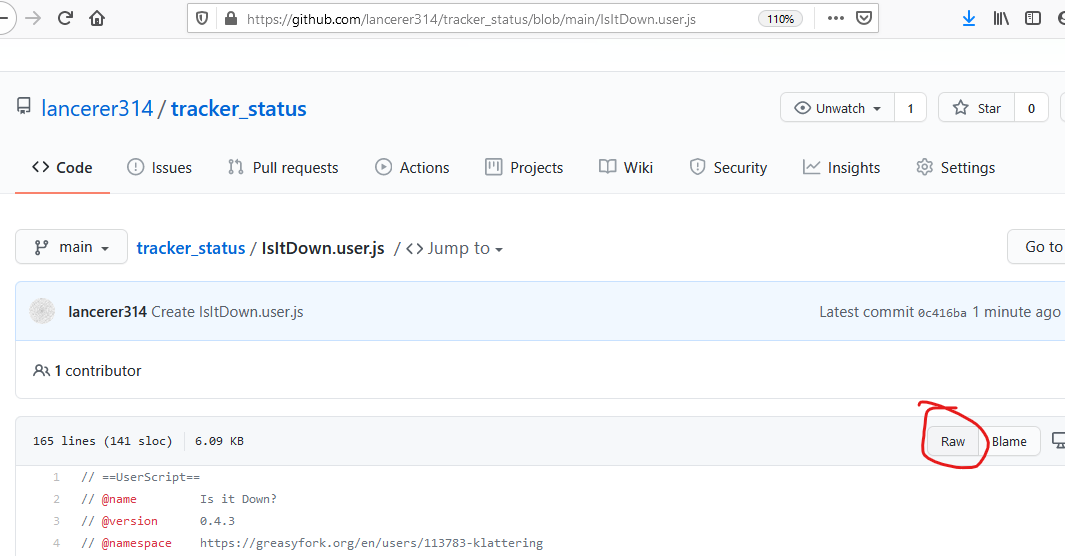 https://github.com/lancerer314/tracker_status/blob/main/IsItDown.user.js 110%
lancerer314 / tracker_status Unwatch 1 Star 0
Code Issues Pull requests Actions Projects Wiki Security Insights Settings
main tracker_status / IsItDown.user.js / <> Jump to Go to
lancerer314 Create IsItDown.user.js Latest commit 0c416ba 1 minute ago
1 contributor
165 lines (141 sloc) 6.09 KB Raw Blame
1 // ==UserScript==
2 // @name Is it Down?
3 // @version 0.4.3
4 // @namespace https://greasyfork.org/en/users/113783-klattering